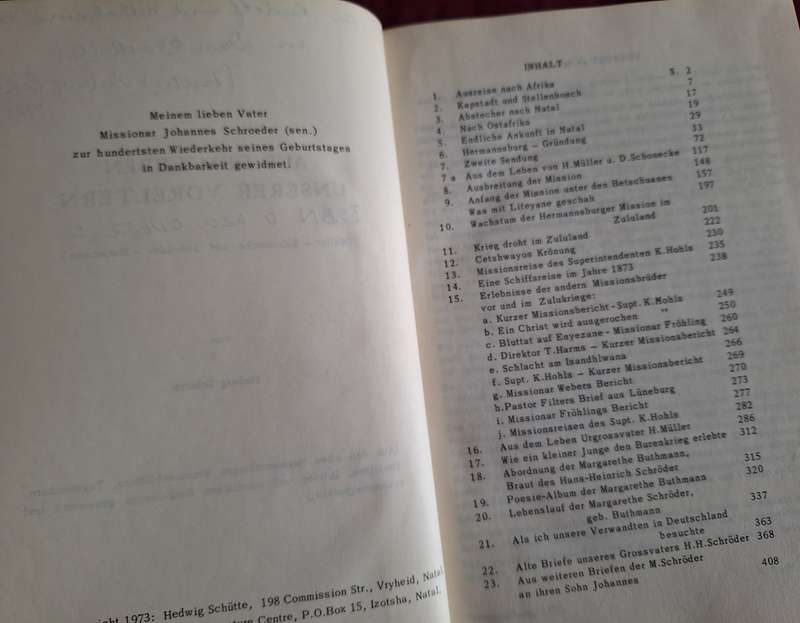 Meinem lieben Vater
Missionar Johannes Schroeder (sen.)
zur hundertsten Wiederkehr seines Geburtstages
in Dankbarkeit gewidmet.
1973: Hedwig Schütte, 198 Commission Str., Vryheid, Natal
Centre, P.O.Box 15, Izotsha, Natal.
INHALT
1. Ausreise nach Afrika S. 2
2. Kapstadt und Stellenbosch 7
3. Abstecher nach Natal 17
4. Nach Ostafrika 19
5. Endliche Ankunft in Natal 29
6. Hermannsburg – Gründung 33
7. Zweite Sendung 72
7 a Aus dem Leben von H.Müller u. D.Schonecke 117
8. Ausbreitung der Mission 148
9. Anfang der Mission unter den Betschuanen 157
Was mit Liteyane geschah 197
10. Wachstum der Hermannsburger Mission im
Zululand 201
11. Krieg droht im Zululand 222
12. Cetshwayos Krönung 230
13. Missionsreise des Superintendenten K.Hohls 235
14. Eine Schiffsreise im Jahre 1873 238
15. Erlebnisse der andern Missionsbrüder
vor und im Zulukriege:
a. Kurzer Missionsbericht - Supt. K.Hohls 249
b. Ein Christ wird ausgerochen " 250
c. Bluttat auf Enyezane - Missionar Fröhling 260
d. Direktor T.Harms – Kurzer Missionsbericht 264
e. Schlacht am Isandhlwana 266
f. Supt. K.Hohls – Kurzer Missionsbericht 269
g. Missionar Webers Bericht 270
h.Pastor Filters Brief aus Lüneburg 273
i. Missionar Fröhlings Bericht 277
j. Missionsreisen des Supt. K.Hohls 282
16. Aus dem Leben Urgrossvater H.Müller 286
17. Wie ein kleiner Junge den Burenkrieg erlebte 312
18. Abordnung der Margarethe Buthmann,
Braut des Hans-Heinrich Schröder 315
19. Poesie-Album der Margarethe Buthmann 320
20. Lebenslauf der Margarethe Schröder,
geb. Buthmann 337
21. Als ich unsere Verwandten in Deutschland
besuchte 363
22. Alte Briefe unseres Grossvaters H.H.Schröder 368
23. Aus weiteren Briefen der M.Schröder
an ihren Sohn Johannes 408